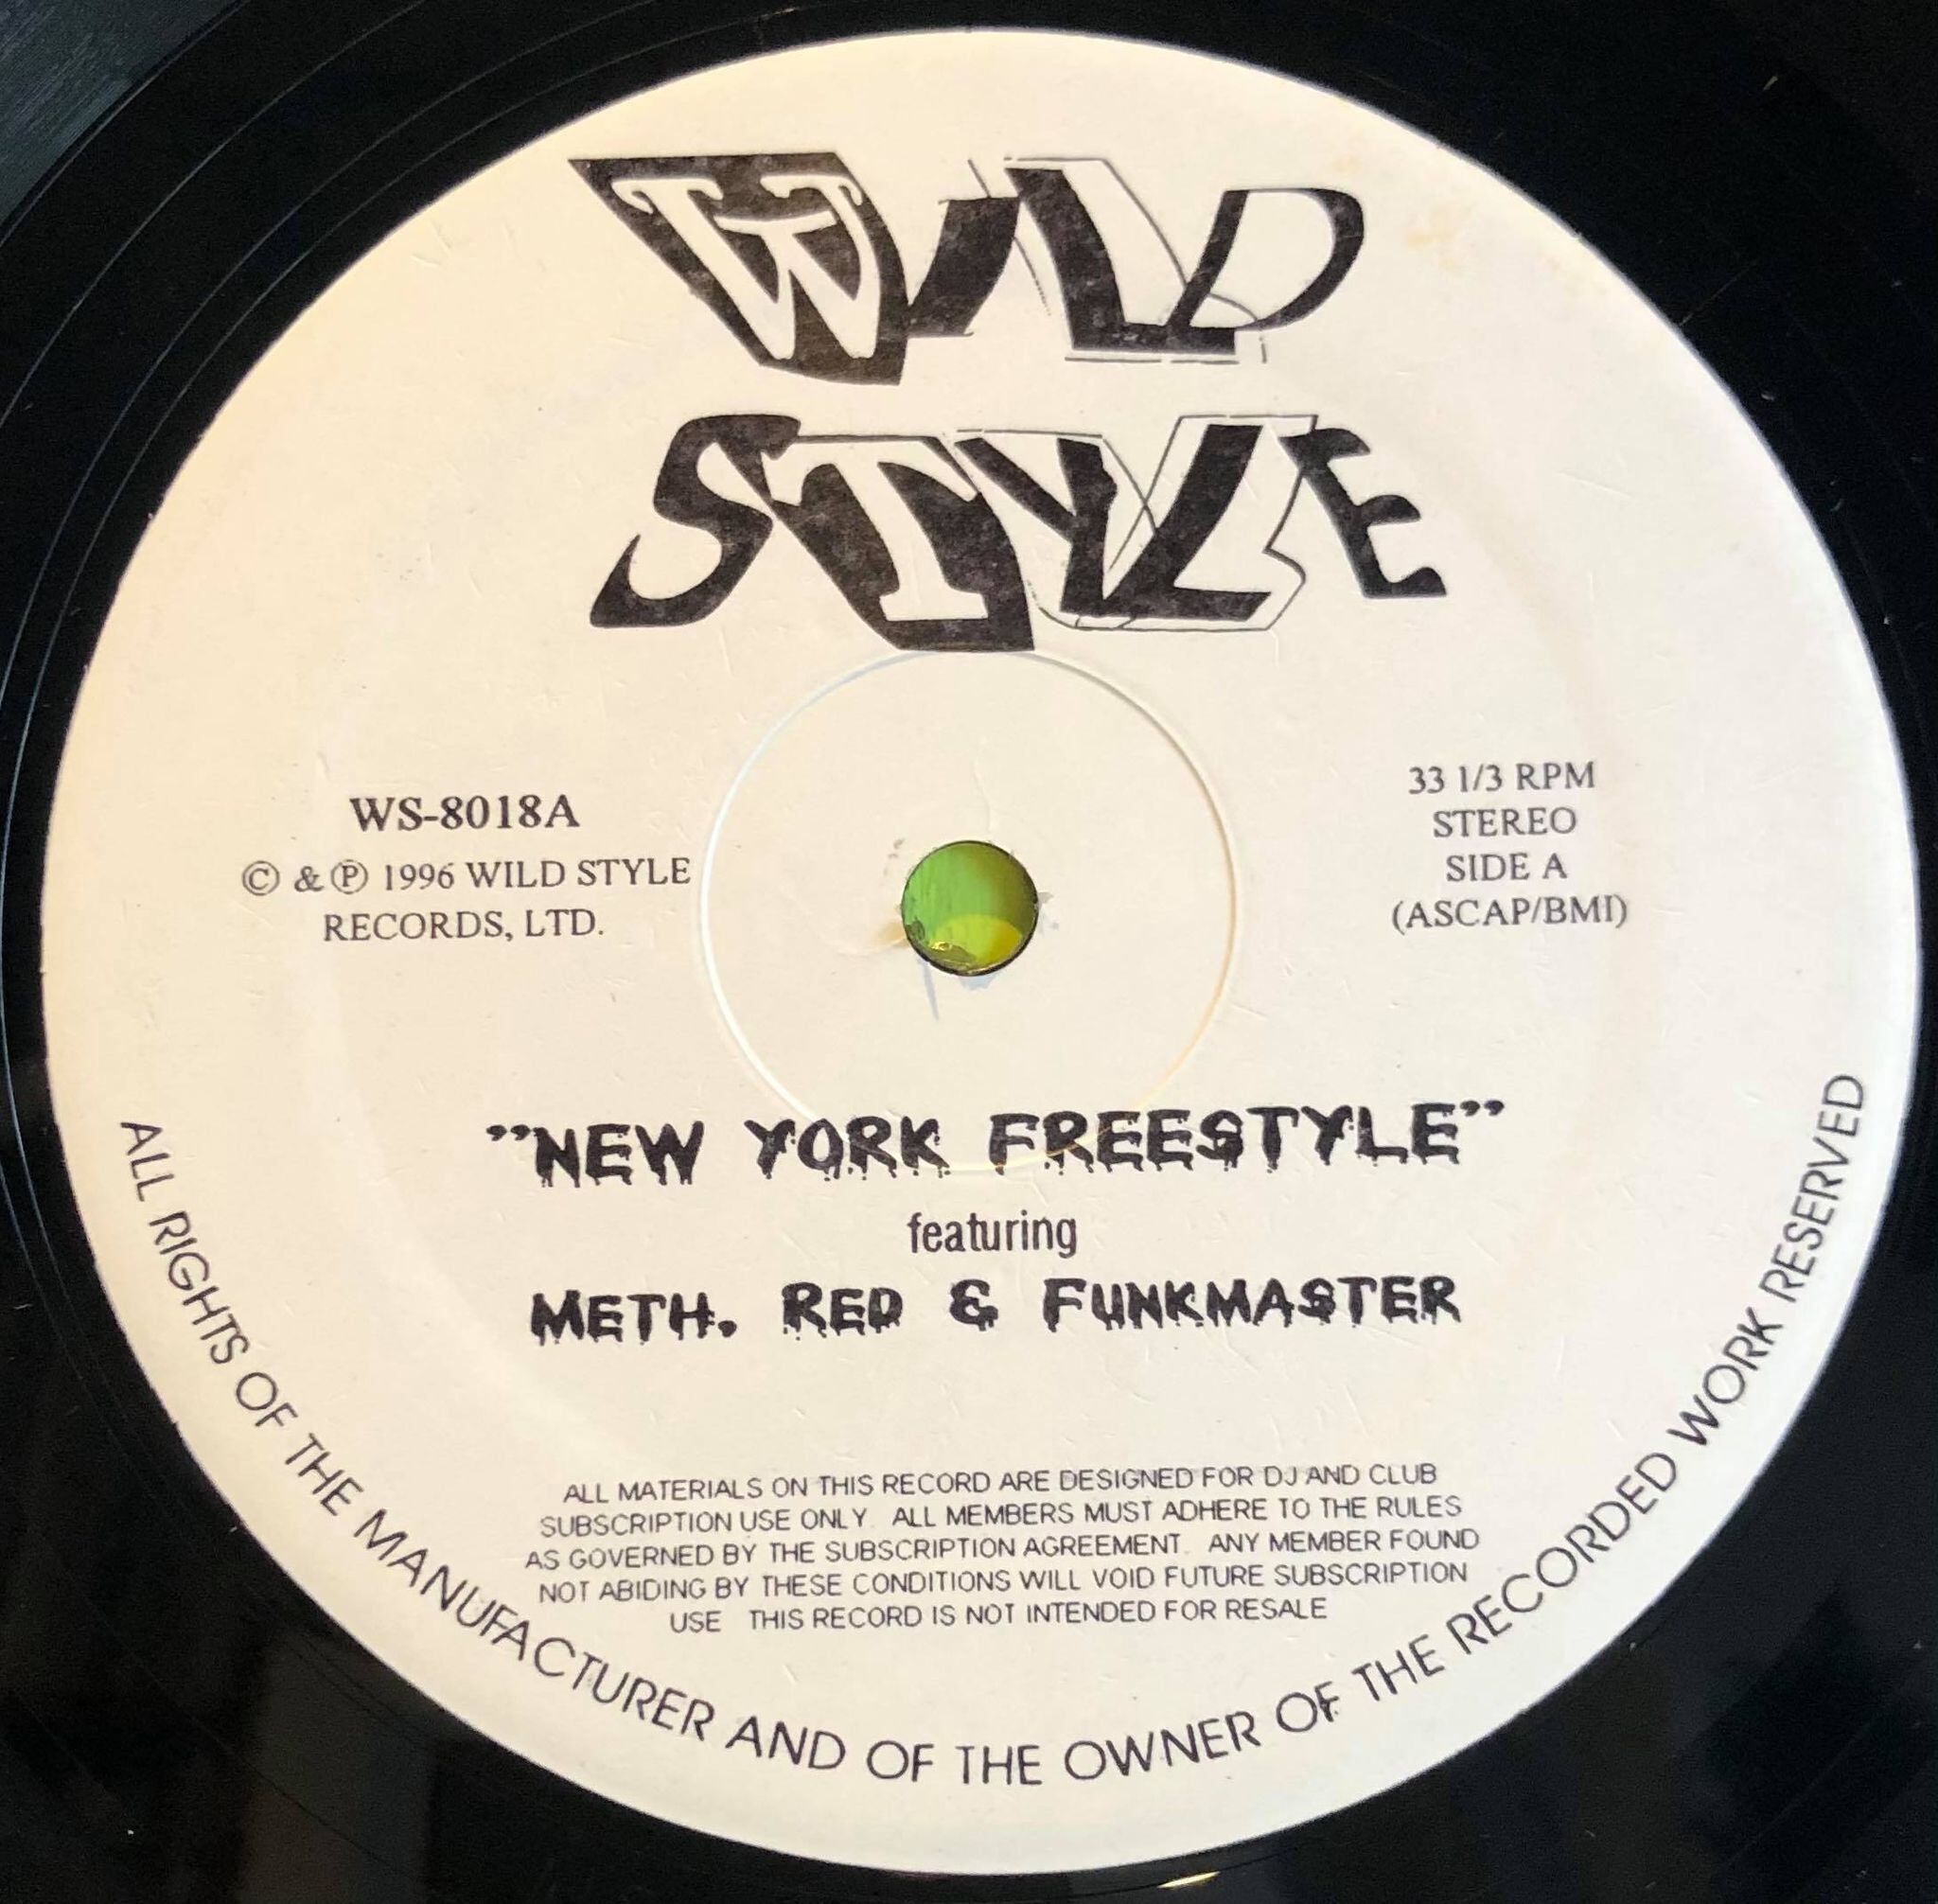 WILD
STYLE
WS-8018A
© & ℗ 1996 WILD STYLE
RECORDS, LTD.
33 1/3 RPM
STEREO
SIDE A
(ASCAP/BMI)
”NEW YORK FREESTYLE”
featuring
METH. RED & FUNKMASTER
ALL MATERIALS ON THIS RECORD ARE DESIGNED FOR DJ AND CLUB
SUBSCRIPTION USE ONLY. ALL MEMBERS MUST ADHERE TO THE RULES
AS GOVERNED BY THE SUBSCRIPTION AGREEMENT. ANY MEMBER FOUND
NOT ABIDING BY THESE CONDITIONS WILL VOID FUTURE SUBSCRIPTION
USE THIS RECORD IS NOT INTENDED FOR RESALE
ALL RIGHTS OF THE MANUFACTURER AND OF THE OWNER OF THE RECORDED WORK RESERVED